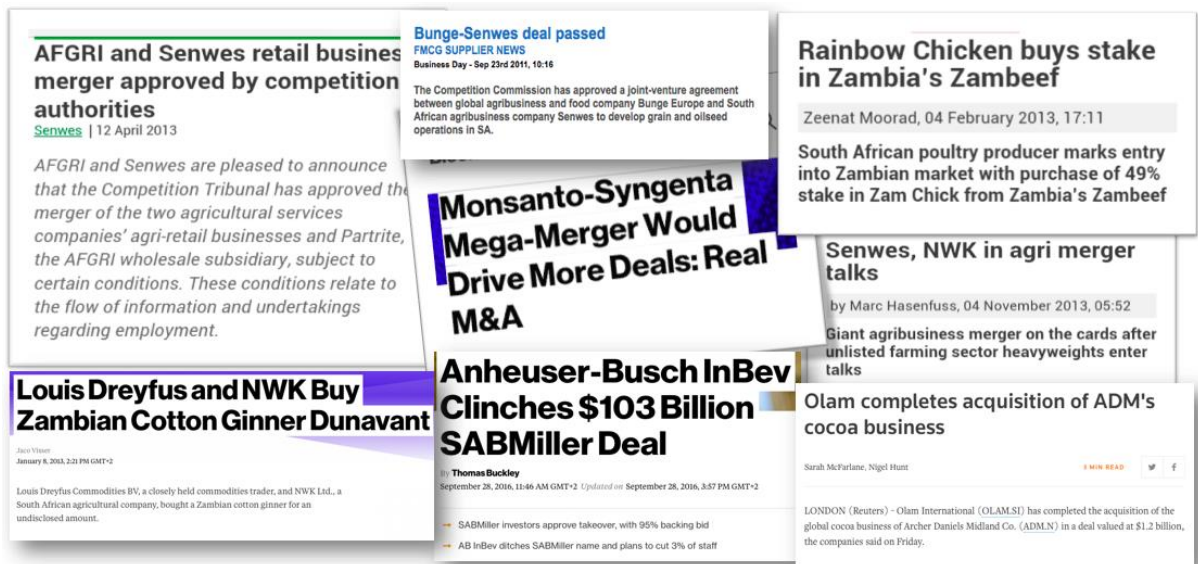 AFGRI and Senwes retail busines
merger approved by competition
authorities
Senwes | 12 April 2013
AFGRI and Senwes are pleased to announce
that the Competition Tribunal has approved the
merger of the two agricultural services
companies' agri-retail businesses and Partrite,
the AFGRI wholesale subsidiary, subject to
certain conditions. These conditions relate to
the flow of information and undertakings
regarding employment.
Bunge-Senwes deal passed
FMCG SUPPLIER NEWS
Business Day - Sep 23rd 2011, 10:16
The Competition Commission has approved a joint-venture agreement
between global agribusiness and food company Bunge Europe and South
African agribusiness company Senwes to develop grain and oilseed
operations in SA.
Rainbow Chicken buys stake
in Zambia's Zambeef
Zeenat Moorad, 04 February 2013, 17:11
South African poultry producer marks entry
into Zambian market with purchase of 49%
stake in Zam Chick from Zambia's Zambeef
Monsanto-Syngenta
Mega-Merger Would
Drive More Deals: Real
M&A
Senwes, NWK in agri merger
talks
by Marc Hasenfuss, 04 November 2013, 05:52
Giant agribusiness merger on the cards after
unlisted farming sector heavyweights enter
talks
Louis Dreyfus and NWK Buy
Zambian Cotton Ginner Dunavant
Jaco Visser
January 8, 2013, 2:21 PM GMT+2
Louis Dreyfus Commodities BV, a closely held commodities trader, and NWK Ltd., a
South African agricultural company, bought a Zambian cotton ginner for an
undisclosed amount.
Anheuser-Busch InBev
Clinches $103 Billion
SABMiller Deal
By Thomas Buckley
September 28, 2016, 11:46 AM GMT+2 Updated on September 28, 2016, 3:57 PM GMT+2
→ SABMiller investors approve takeover, with 95% backing bid
→ AB InBev ditches SABMiller name and plans to cut 3% of staff
Olam completes acquisition of ADM's
cocoa business
Sarah McFarlane, Nigel Hunt
3 MIN READ
LONDON (Reuters) - Olam International (OLAM.SI) has completed the acquisition of the
global cocoa business of Archer Daniels Midland Co. (ADM.N) in a deal valued at $1.2 billion,
the companies said on Friday.